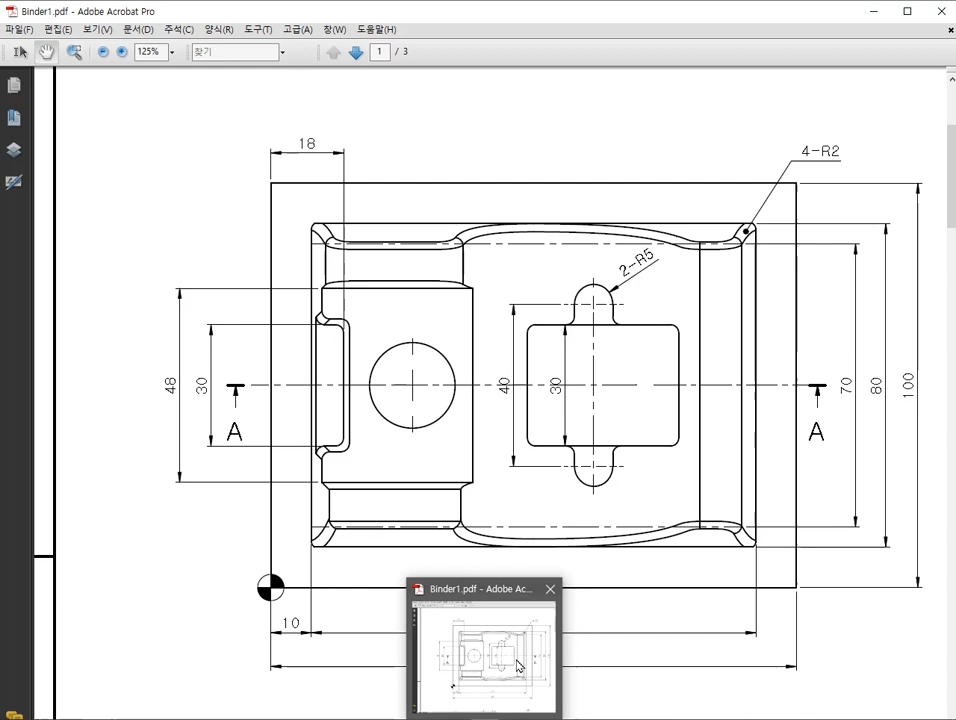 Binder1.pdf - Adobe Acrobat Pro
파일(F) 편집(E) 보기(V) 문서(D) 주석(C) 양식(R) 도구(T) 고급(A) 창(W) 도움말(H)
125% 찾기 1 / 3
18
4-R2
2-R5
48
30
40
30
70
80
100
A
A
10
Binder1.pdf - Adobe Ac...